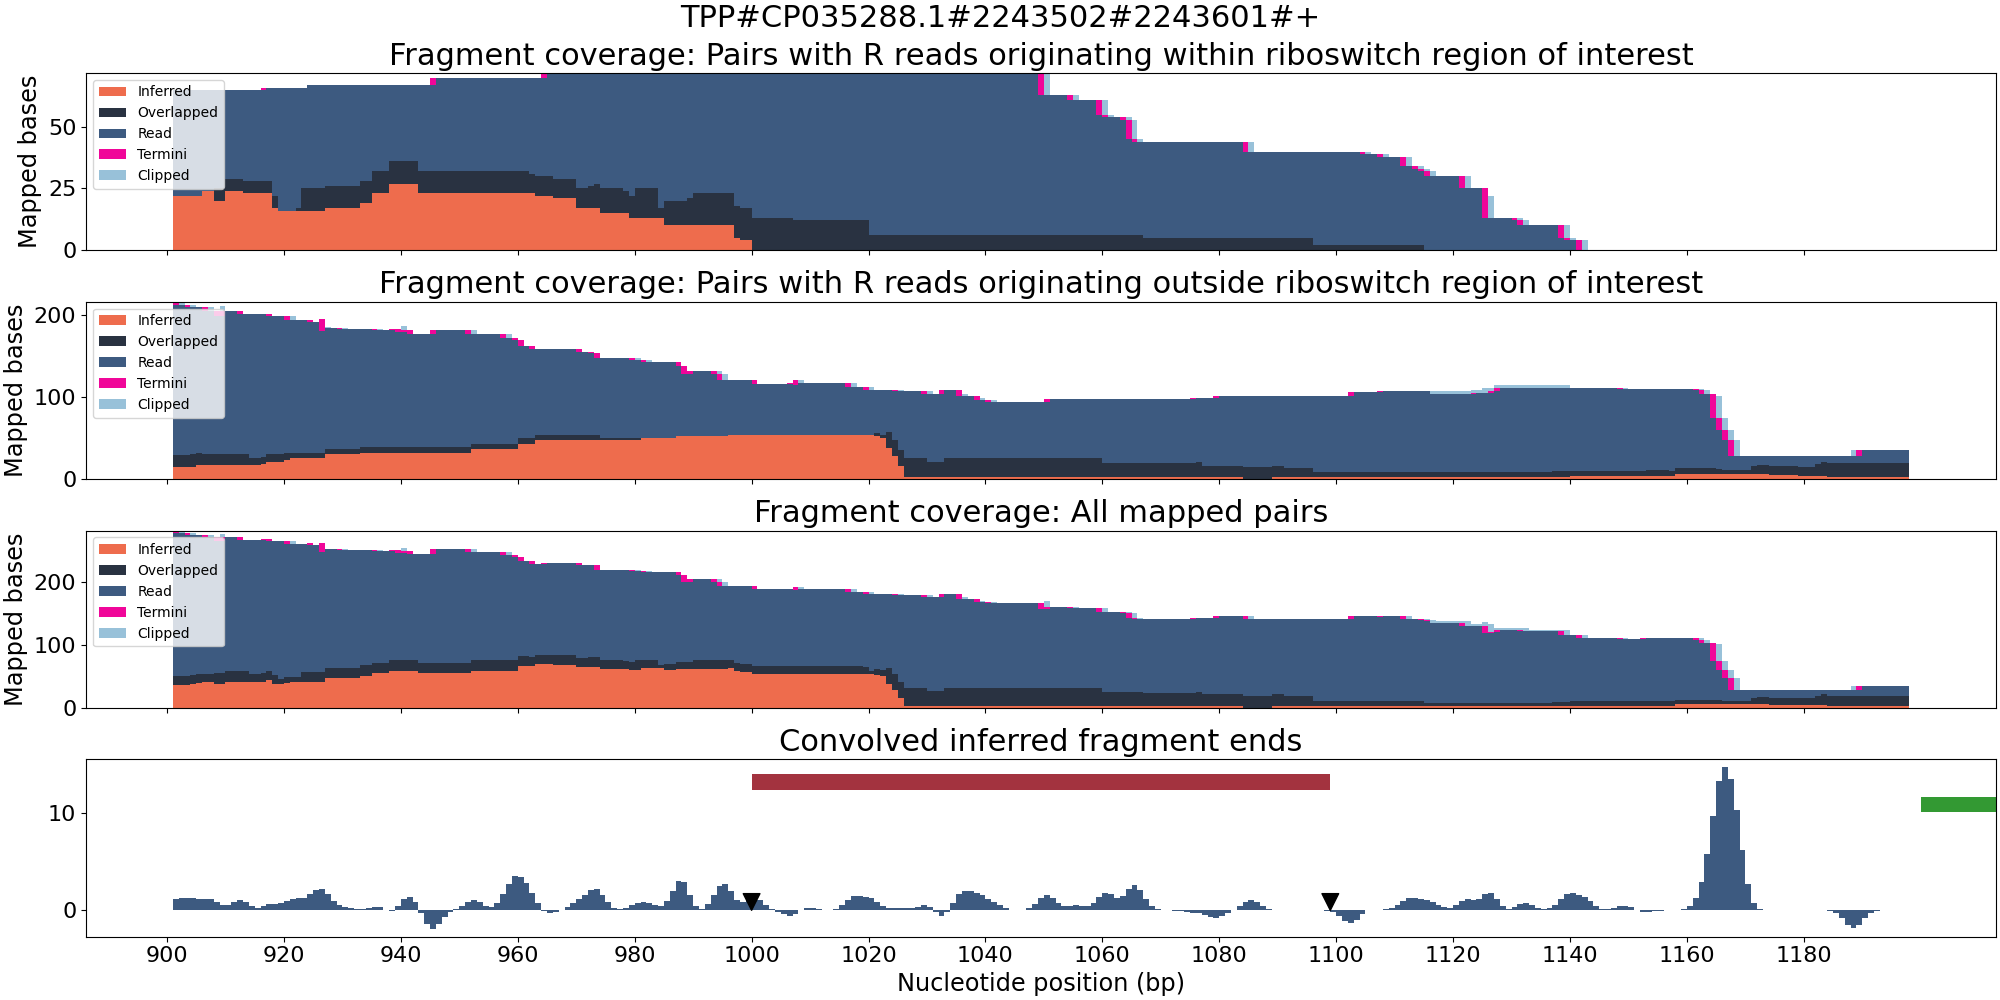 TPP#CP035288.1#2243502#2243601#+
Fragment coverage: Pairs with R reads originating within riboswitch region of interest
Mapped bases
50
25
0
Inferred
Overlapped
Read
Termini
Clipped
Fragment coverage: Pairs with R reads originating outside riboswitch region of interest
Mapped bases
200
100
0
Inferred
Overlapped
Read
Termini
Clipped
Fragment coverage: All mapped pairs
Mapped bases
200
100
0
Inferred
Overlapped
Read
Termini
Clipped
Convolved inferred fragment ends
10
0
900 920 940 960 980 1000 1020 1040 1060 1080 1100 1120 1140 1160 1180
Nucleotide position (bp)